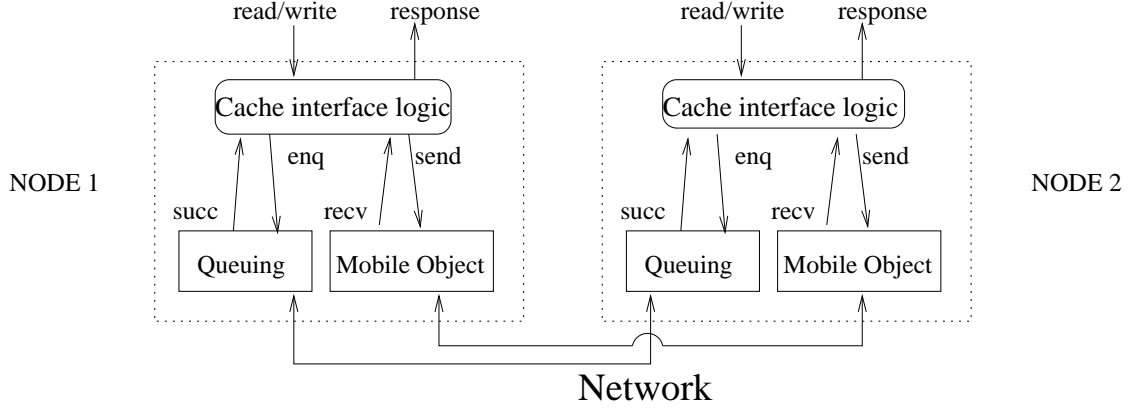 read/write response read/write response
Cache interface logic Cache interface logic
enq send enq send
NODE 1 NODE 2
succ recv succ recv
Queuing Mobile Object Queuing Mobile Object
Network